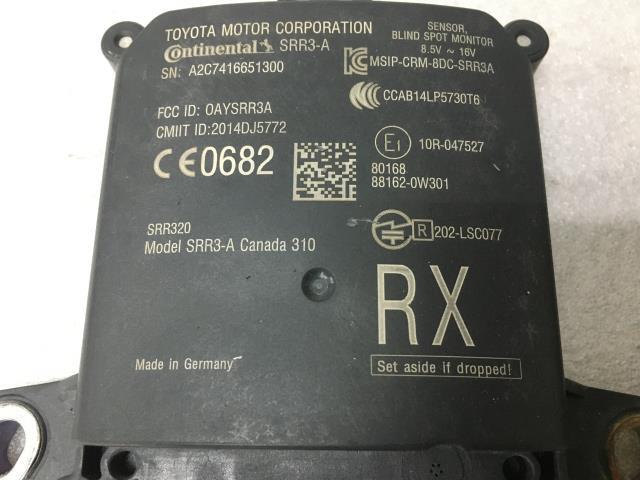 TOYOTA MOTOR CORPORATION
Continental SRR3-A
SN: A2C7416651300
SENSOR,
BLIND SPOT MONITOR
8.5V ~ 16V
MSIP-CRM-8DC-SRR3A
CCAB14LP5730T6
FCC ID: OAYSRR3A
CMIIT ID:2014DJ5772
CE0682
E1 10R-047527
80168
88162-0W301
SRR320
Model SRR3-A Canada 310
R 202-LSC077
RX
Made in Germany
Set aside if dropped!